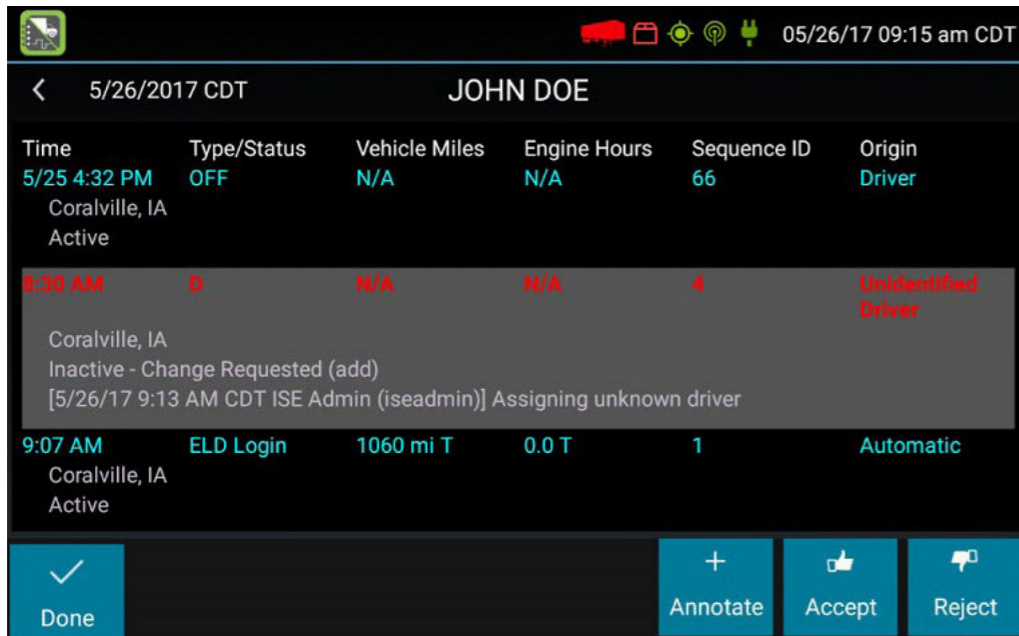 05/26/17 09:15 am CDT
5/26/2017 CDT JOHN DOE
Time Type/Status Vehicle Miles Engine Hours Sequence ID Origin
5/25 4:32 PM OFF N/A N/A 66 Driver
Coralville, IA
Active
8:30 AM D N/A N/A 4 Unidentified
Driver
Coralville, IA
Inactive - Change Requested (add)
[5/26/17 9:13 AM CDT ISE Admin (iseadmin)] Assigning unknown driver
9:07 AM ELD Login 1060 mi T 0.0 T 1 Automatic
Coralville, IA
Active
Done Annotate Accept Reject